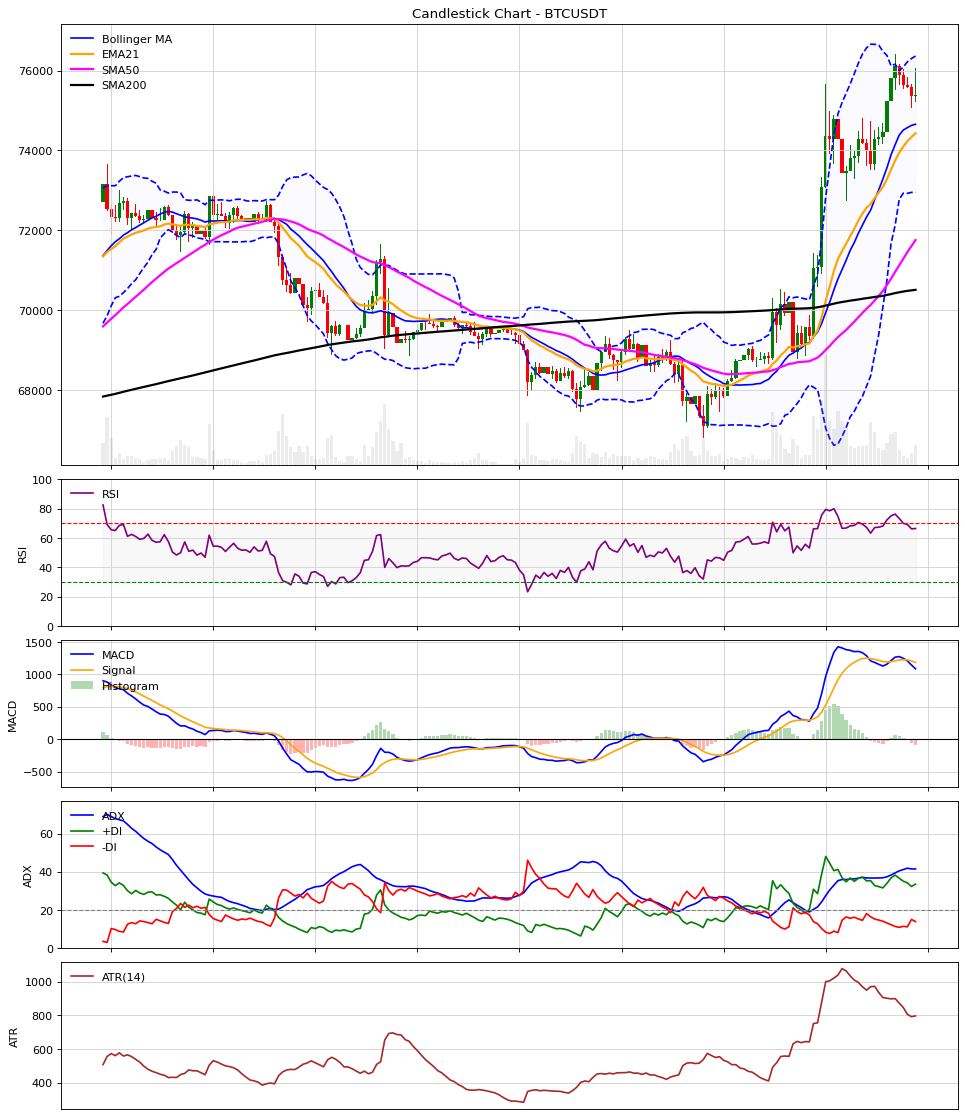 Candlestick Chart - BTCUSDT
Bollinger MA
EMA21
SMA50
SMA200
76000
74000
72000
70000
68000
RSI
RSI
100
80
60
40
20
0
MACD
Signal
Histogram
MACD
1500
1000
500
0
−500
ADX
+DI
-DI
ADX
60
40
20
0
ATR(14)
ATR
1000
800
600
400